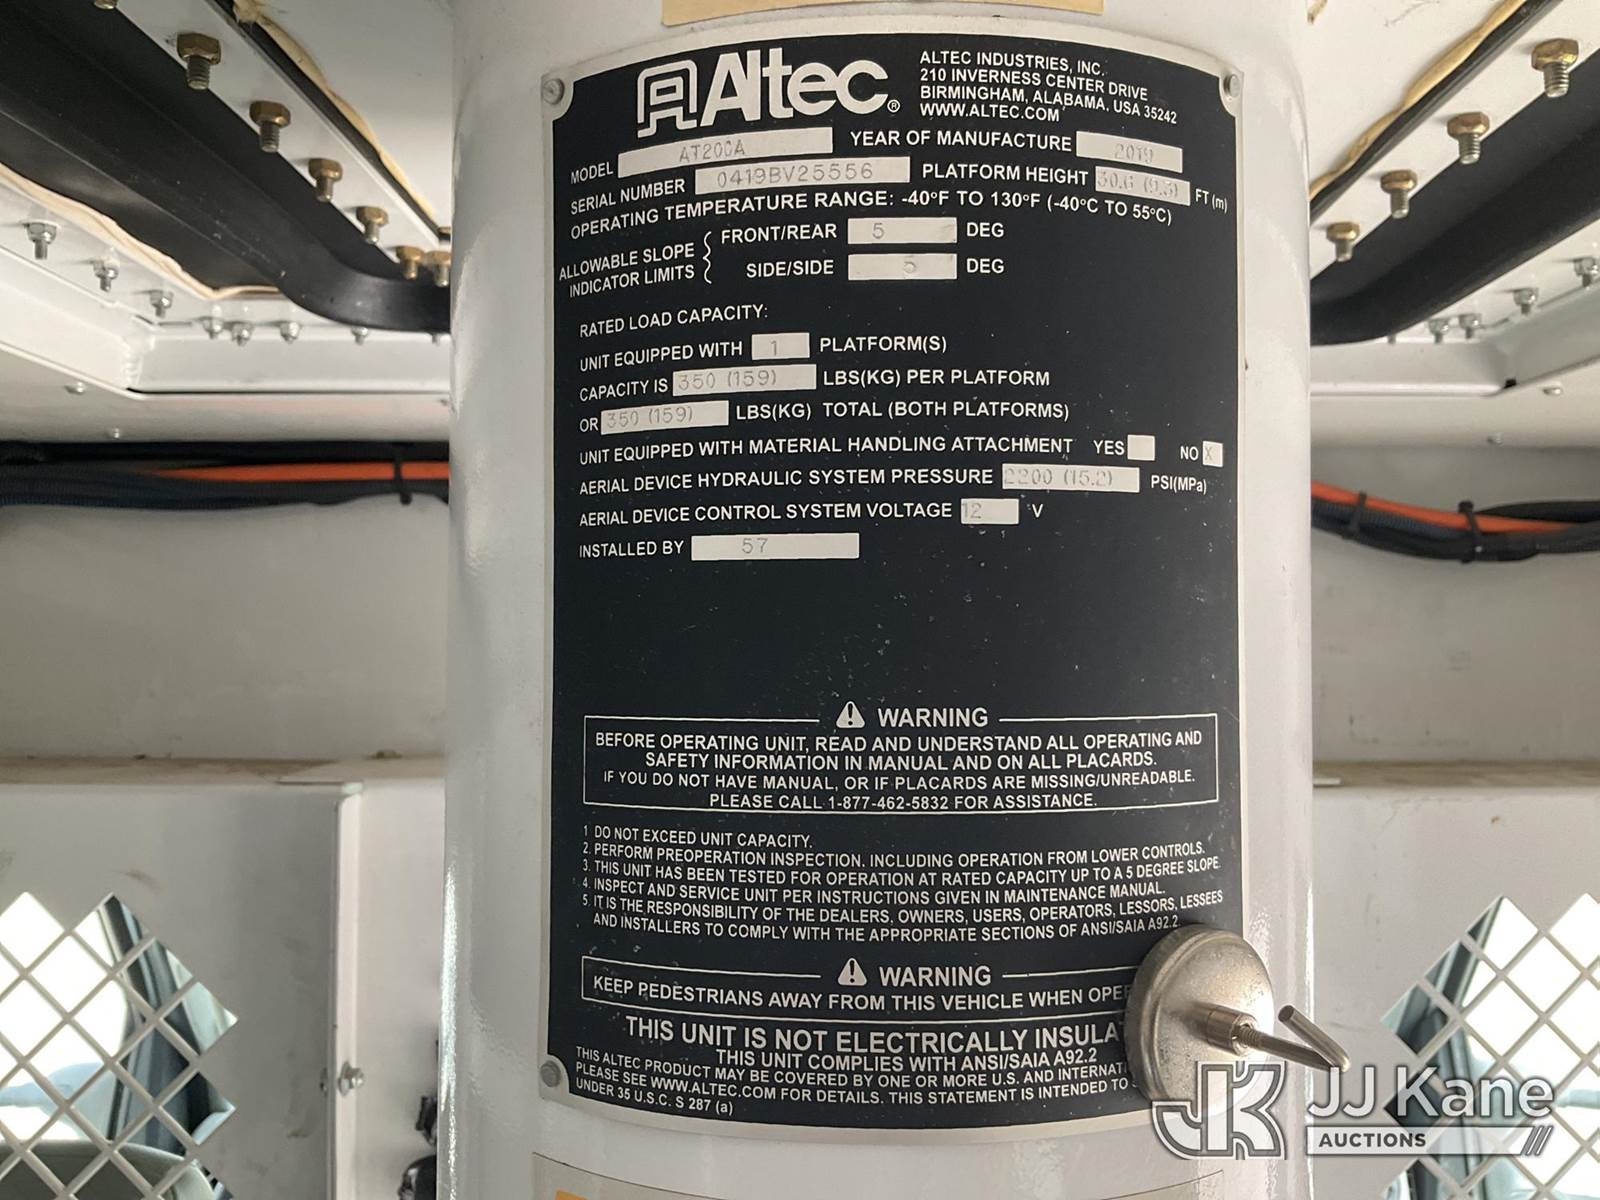 Altec®
ALTEC INDUSTRIES, INC.
210 INVERNESS CENTER DRIVE
BIRMINGHAM, ALABAMA, USA 35242
WWW.ALTEC.COM
MODEL AT200A YEAR OF MANUFACTURE 2019
SERIAL NUMBER 0419BV25556 PLATFORM HEIGHT 30.6 (9.3) FT (m)
OPERATING TEMPERATURE RANGE: -40°F TO 130°F (-40°C TO 55°C)
ALLOWABLE SLOPE INDICATOR LIMITS
FRONT/REAR 5 DEG
SIDE/SIDE 5 DEG
RATED LOAD CAPACITY:
UNIT EQUIPPED WITH 1 PLATFORM(S)
CAPACITY IS 350 (159) LBS(KG) PER PLATFORM
OR 350 (159) LBS(KG) TOTAL (BOTH PLATFORMS)
UNIT EQUIPPED WITH MATERIAL HANDLING ATTACHMENT YES NO X
AERIAL DEVICE HYDRAULIC SYSTEM PRESSURE 2200 (15.2) PSI(MPa)
AERIAL DEVICE CONTROL SYSTEM VOLTAGE 12 V
INSTALLED BY 57
WARNING
BEFORE OPERATING UNIT, READ AND UNDERSTAND ALL OPERATING AND
SAFETY INFORMATION IN MANUAL AND ON ALL PLACARDS.
IF YOU DO NOT HAVE MANUAL, OR IF PLACARDS ARE MISSING/UNREADABLE.
PLEASE CALL 1-877-462-5832 FOR ASSISTANCE.
1 DO NOT EXCEED UNIT CAPACITY.
2. PERFORM PREOPERATION INSPECTION, INCLUDING OPERATION FROM LOWER CONTROLS.
3. THIS UNIT HAS BEEN TESTED FOR OPERATION AT RATED CAPACITY UP TO A 5 DEGREE SLOPE.
4. INSPECT AND SERVICE UNIT PER INSTRUCTIONS GIVEN IN MAINTENANCE MANUAL.
5. IT IS THE RESPONSIBILITY OF THE DEALERS, OWNERS, USERS, OPERATORS, LESSORS, LESSEES
AND INSTALLERS TO COMPLY WITH THE APPROPRIATE SECTIONS OF ANSI/SAIA A92.2.
WARNING
KEEP PEDESTRIANS AWAY FROM THIS VEHICLE WHEN OPE
THIS UNIT IS NOT ELECTRICALLY INSULA
THIS UNIT COMPLIES WITH ANSI/SAIA A92.2
THIS ALTEC PRODUCT MAY BE COVERED BY ONE OR MORE U.S. AND INTERNATI
PLEASE SEE WWW.ALTEC.COM FOR DETAILS. THIS STATEMENT IS INTENDED TO S
UNDER 35 U.S.C. S 287 (a)
JK JJ Kane
AUCTIONS